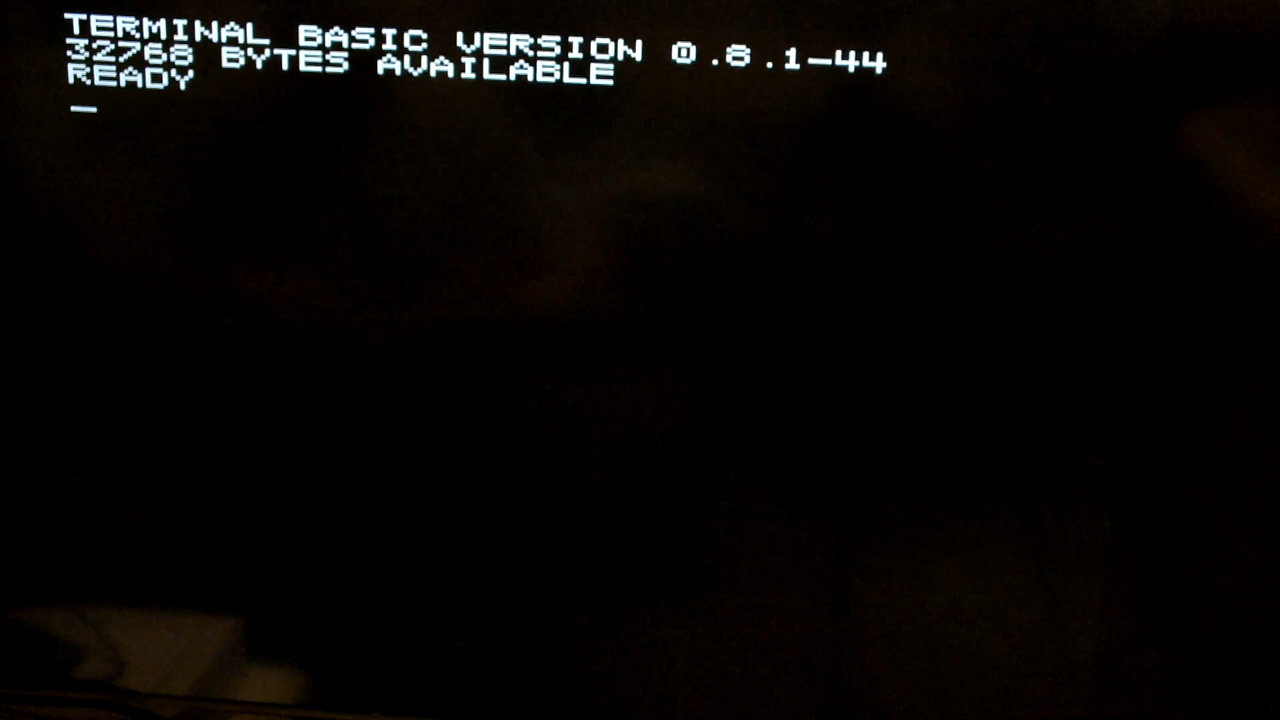 TERMINAL BASIC VERSION 0.8.1-44
32768 BYTES AVAILABLE
READY
_